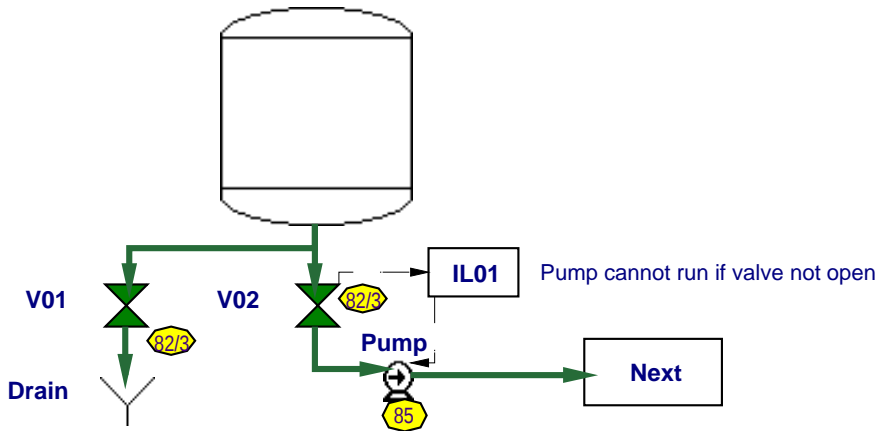 IL01
Pump cannot run if valve not open
V01
V02
82/3
82/3
Pump
Drain
Next
85